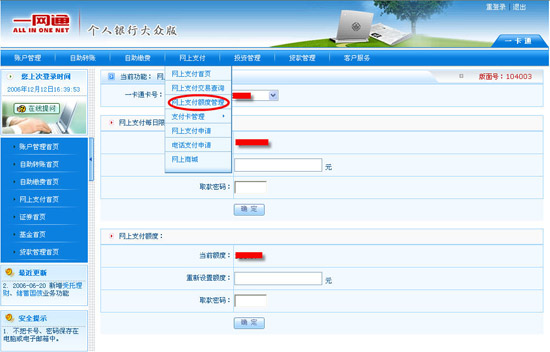 一网通
ALL IN ONE NET
个人银行大众版
重登录 | 退出
一卡通
账户管理 自助转账 自助缴费 网上支付 投资管理 贷款管理 客户服务
您上次登录时间
2006年12月12日16:39:53
在线提问
账户管理首页
自助转账首页
自助缴费首页
网上支付首页
证券首页
基金首页
贷款管理首页
最近更新
2. 2006-06-20 新增受托理
财、储蓄国债业务功能
安全提示
1. 不把卡号、密码保存在
电脑或电子邮箱中。
当前功能: 网
版面号: 104003
一卡通卡号:
网上支付首页
网上支付交易查询
网上支付额度管理
支付卡管理
网上支付申请
电话支付申请
网上商城
网上支付每日限
元
取款密码:
确 定
网上支付额度:
当前额度:
重新设置额度:
元
取款密码:
确 定